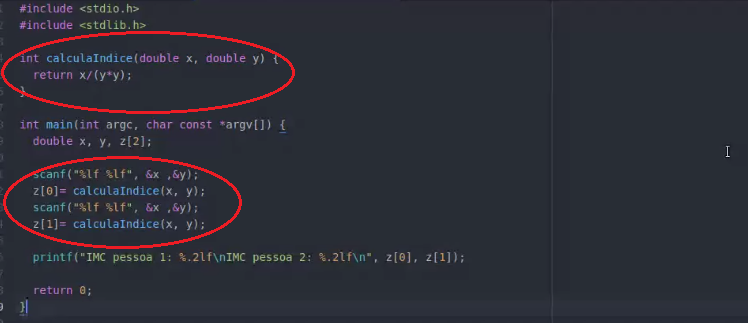 #include <stdio.h>
#include <stdlib.h>
int calculaIndice(double x, double y) {
return x/(y*y);
}
int main(int argc, char const *argv[]) {
double x, y, z[2];
scanf("%lf %lf", &x ,&y);
z[0]= calculaIndice(x, y);
scanf("%lf %lf", &x ,&y);
z[1]= calculaIndice(x, y);
printf("IMC pessoa 1: %.2lf\nIMC pessoa 2: %.2lf\n", z[0], z[1]);
return 0;
}